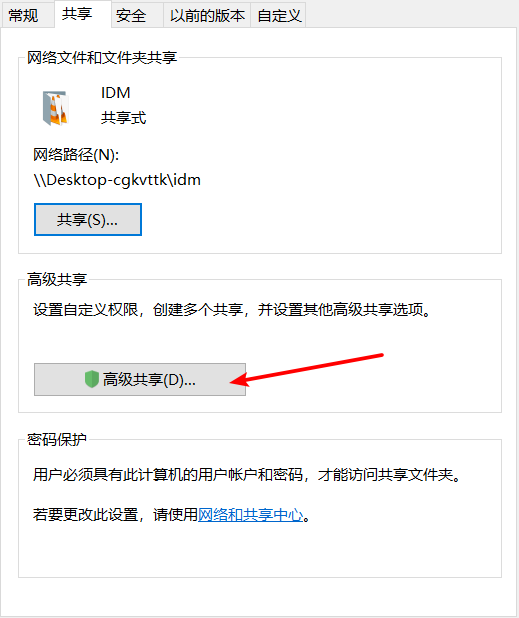 常规 共享 安全 以前的版本 自定义
网络文件和文件夹共享
IDM
共享式
网络路径(N):
\\Desktop-cgkvttk\idm
共享(S)...
高级共享
设置自定义权限，创建多个共享，并设置其他高级共享选项。
高级共享(D)...
密码保护
用户必须具有此计算机的用户帐户和密码，才能访问共享文件夹。
若要更改此设置，请使用网络和共享中心。